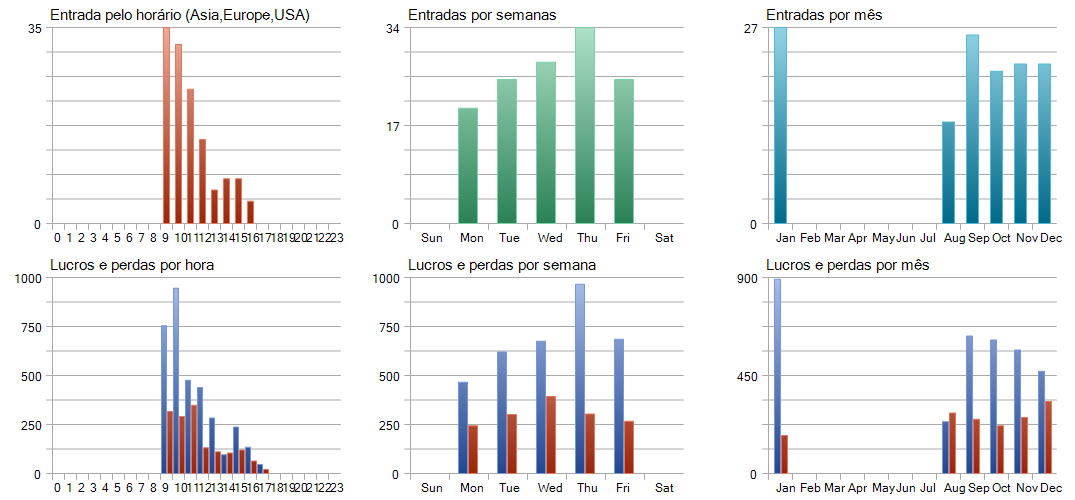 Entrada pelo horário (Asia,Europe,USA)
35
0
0 1 2 3 4 5 6 7 8 9 10 11 12 13 14 15 16 17 18 19 20 21 22 23
Entradas por semanas
34
17
0
Sun Mon Tue Wed Thu Fri Sat
Entradas por mês
27
0
Jan Feb Mar Apr May Jun Jul Aug Sep Oct Nov Dec
Lucros e perdas por hora
1000
750
500
250
0
0 1 2 3 4 5 6 7 8 9 10 11 12 13 14 15 16 17 18 19 20 21 22 23
Lucros e perdas por semana
1000
750
500
250
0
Sun Mon Tue Wed Thu Fri Sat
Lucros e perdas por mês
900
450
0
Jan Feb Mar Apr May Jun Jul Aug Sep Oct Nov Dec